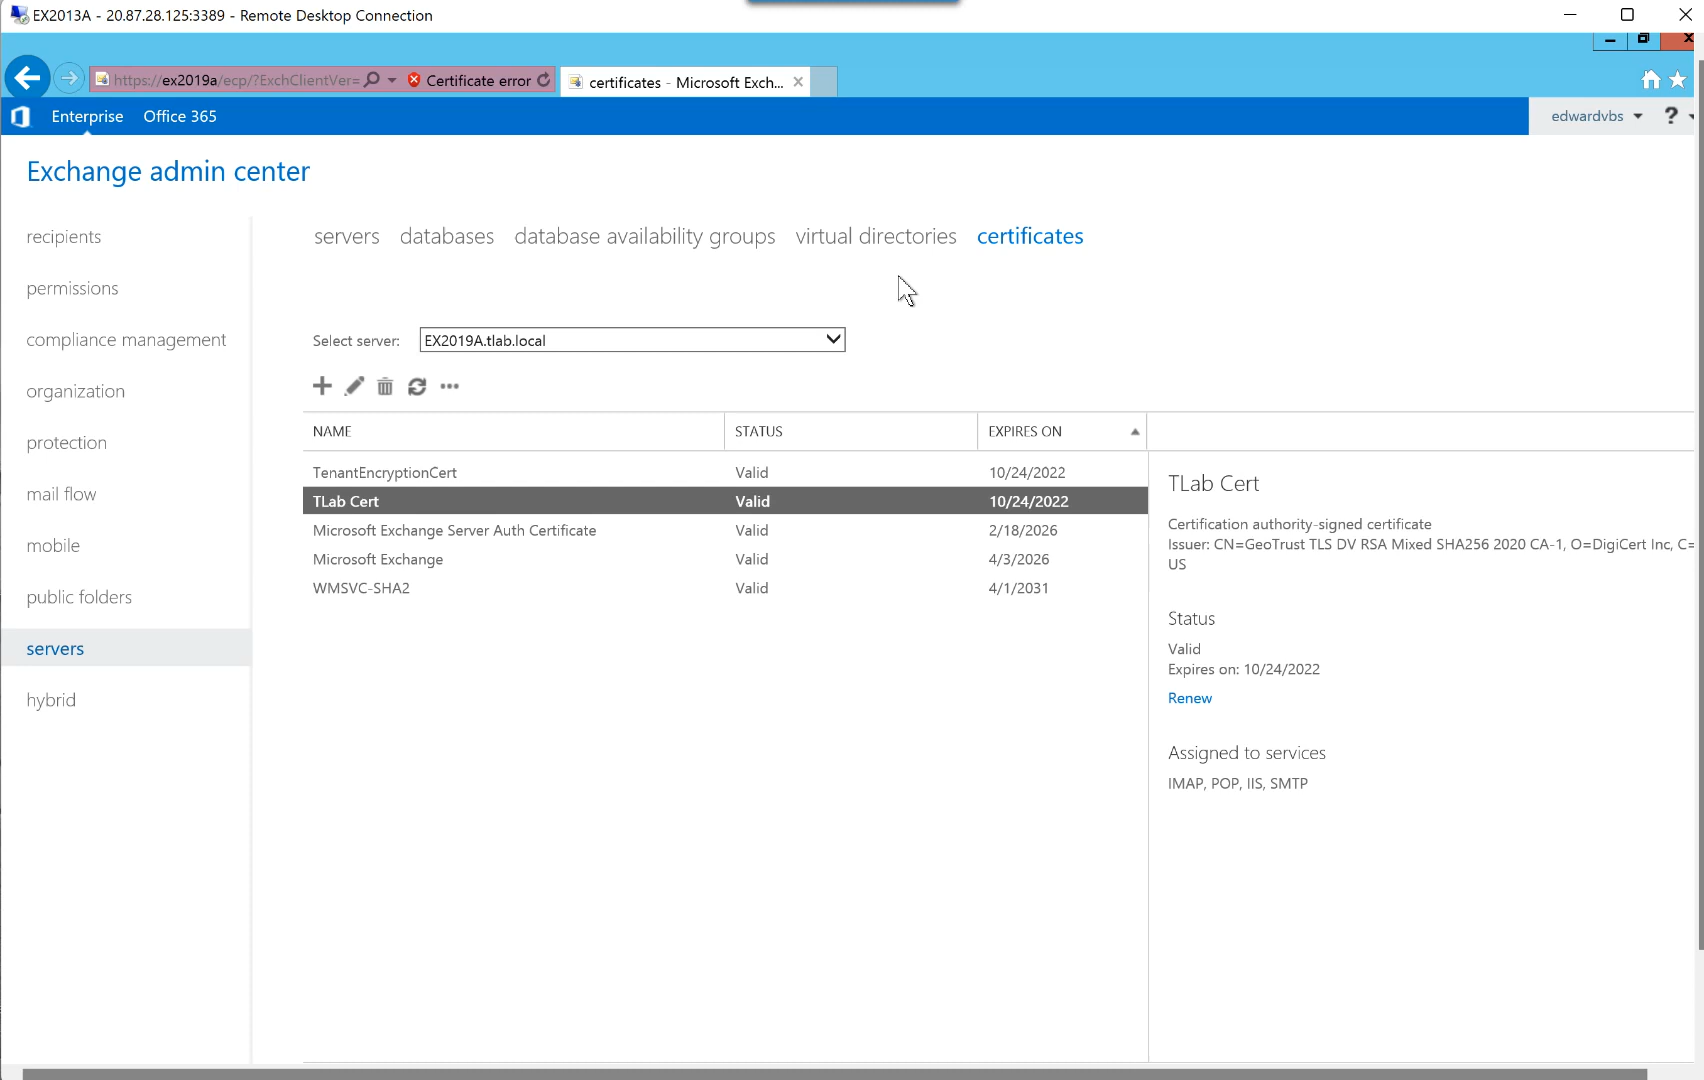 EX2013A - 20.87.28.125:3389 - Remote Desktop Connection
https://ex2019a/ecp/?ExchClientVer=
Certificate error
certificates - Microsoft Exch...
Enterprise
Office 365
edwardvbs
?
Exchange admin center
recipients
permissions
compliance management
organization
protection
mail flow
mobile
public folders
servers
hybrid
servers databases database availability groups virtual directories certificates
Select server: EX2019A.tlab.local
NAME STATUS EXPIRES ON
TenantEncryptionCert Valid 10/24/2022
TLab Cert Valid 10/24/2022
Microsoft Exchange Server Auth Certificate Valid 2/18/2026
Microsoft Exchange Valid 4/3/2026
WMSVC-SHA2 Valid 4/1/2031
TLab Cert
Certification authority-signed certificate
Issuer: CN=GeoTrust TLS DV RSA Mixed SHA256 2020 CA-1, O=DigiCert Inc, C=
US
Status
Valid
Expires on: 10/24/2022
Renew
Assigned to services
IMAP, POP, IIS, SMTP